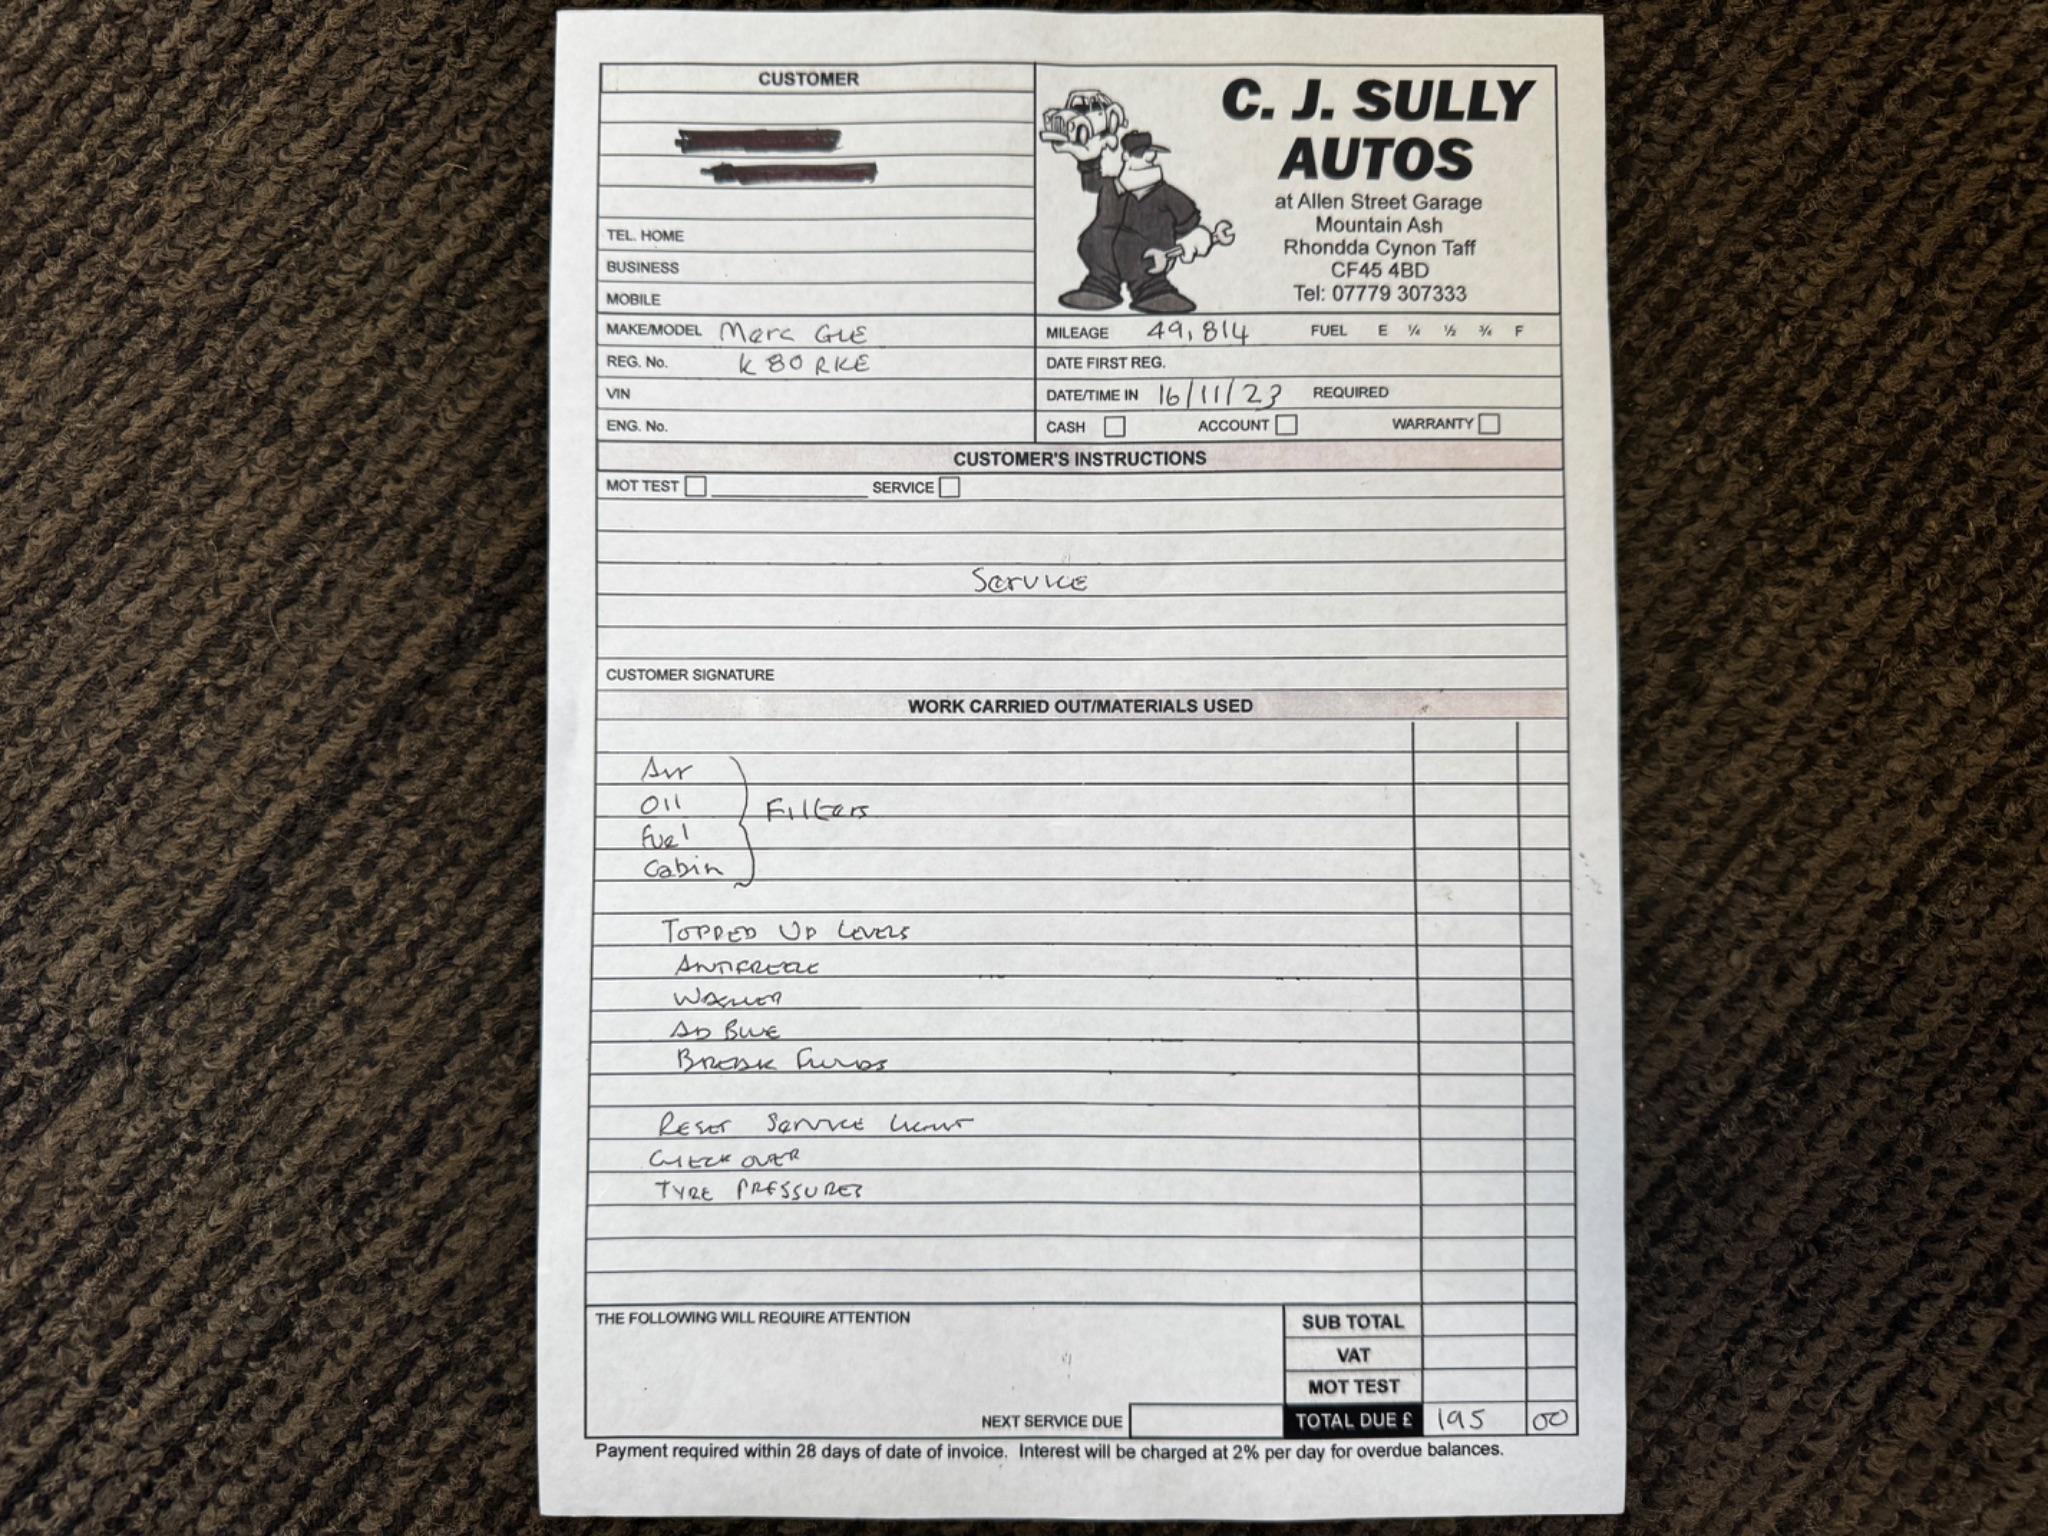 CUSTOMER
C. J. SULLY
AUTOS
at Allen Street Garage
Mountain Ash
Rhondda Cynon Taff
CF45 4BD
Tel: 07779 307333
TEL. HOME
BUSINESS
MOBILE
MAKE/MODEL Merc GLE
MILEAGE 49,814 FUEL E ¼ ½ ¾ F
REG. No. K80 RKE
DATE FIRST REG.
VIN
DATE/TIME IN 16/11/23 REQUIRED
ENG. No.
CASH ACCOUNT WARRANTY
CUSTOMER'S INSTRUCTIONS
MOT TEST SERVICE
Service
CUSTOMER SIGNATURE
WORK CARRIED OUT/MATERIALS USED
Air
Oil
Filters
Fuel
Cabin
TOPPED UP LEVELS
ANTIFREEZE
WASHER
AD BLUE
BREAK FLUIDS
RESET SERVICE LIGHT
CHECK OVER
TYRE PRESSURES
THE FOLLOWING WILL REQUIRE ATTENTION
SUB TOTAL
VAT
MOT TEST
NEXT SERVICE DUE
TOTAL DUE £ 195 00
Payment required within 28 days of date of invoice. Interest will be charged at 2% per day for overdue balances.